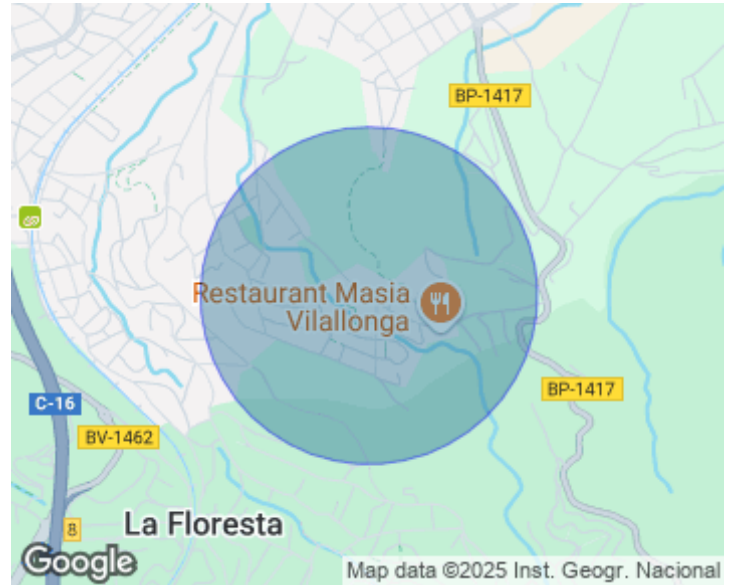 BP-1417
Restaurant Masia
Vilallonga
BP-1417
C-16
BV-1462
8
La Floresta
Google
Map data ©2025 Inst. Geogr. Nacional